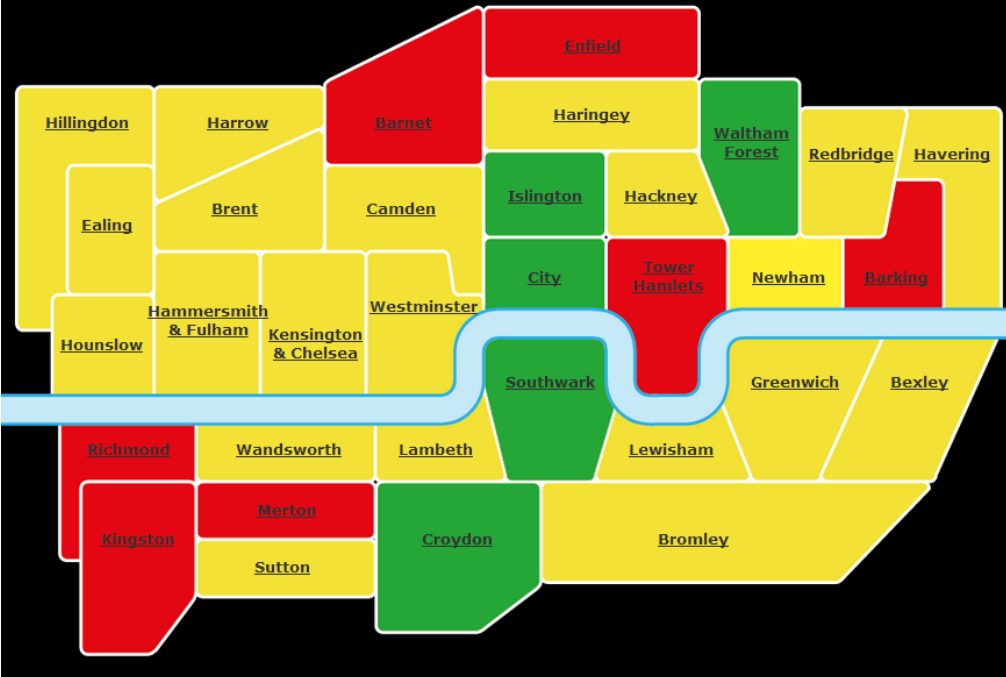 Enfield
Hillingdon
Harrow
Barnet
Haringey
Waltham
Forest
Redbridge
Havering
Ealing
Brent
Camden
Islington
Hackney
City
Tower
Hamlets
Newham
Barking
Hounslow
Hammersmith
& Fulham
Kensington
& Chelsea
Westminster
Southwark
Greenwich
Bexley
Richmond
Wandsworth
Lambeth
Lewisham
Kingston
Merton
Croydon
Bromley
Sutton